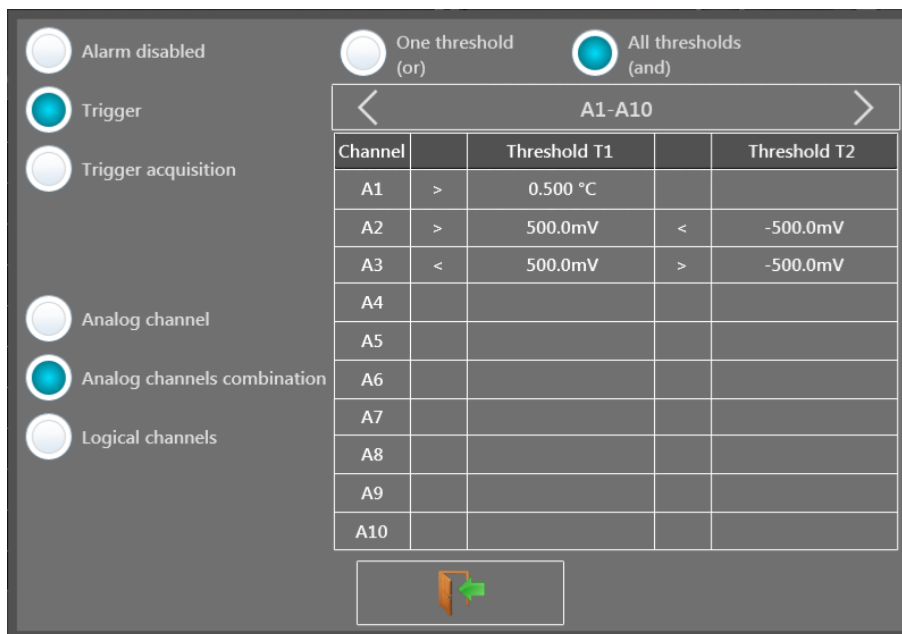 Alarm disabled
One threshold
(or)
All thresholds
(and)
Trigger
A1-A10
Trigger acquisition
Channel Threshold T1 Threshold T2
A1 > 0.500 °C
A2 > 500.0mV < -500.0mV
A3 < 500.0mV > -500.0mV
A4
Analog channel
A5
Analog channels combination
A6
A7
Logical channels
A8
A9
A10